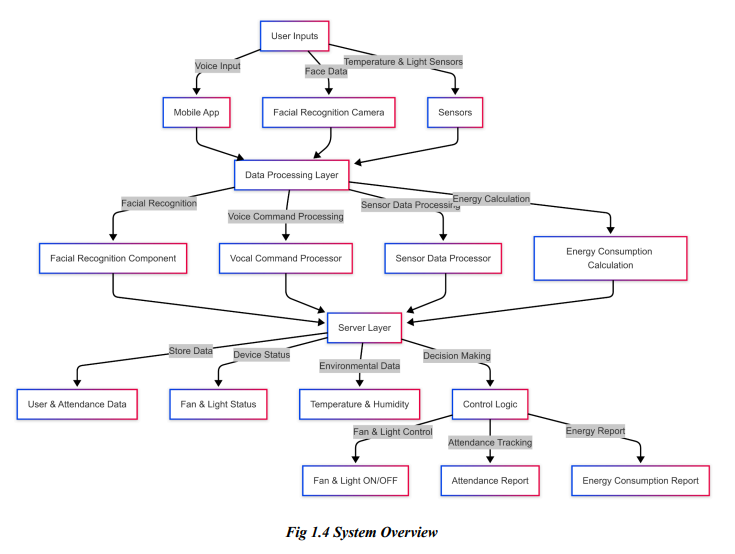 User Inputs
Voice Input
Face Data
Temperature & Light Sensors
Mobile App
Facial Recognition Camera
Sensors
Data Processing Layer
Facial Recognition
Voice Command Processing
Sensor Data Processing
Energy Calculation
Facial Recognition Component
Vocal Command Processor
Sensor Data Processor
Energy Consumption
Calculation
Server Layer
Store Data
Device Status
Environmental Data
Decision Making
User & Attendance Data
Fan & Light Status
Temperature & Humidity
Control Logic
Fan & Light Control
Attendance Tracking
Energy Report
Fan & Light ON/OFF
Attendance Report
Energy Consumption Report
Fig 1.4 System Overview